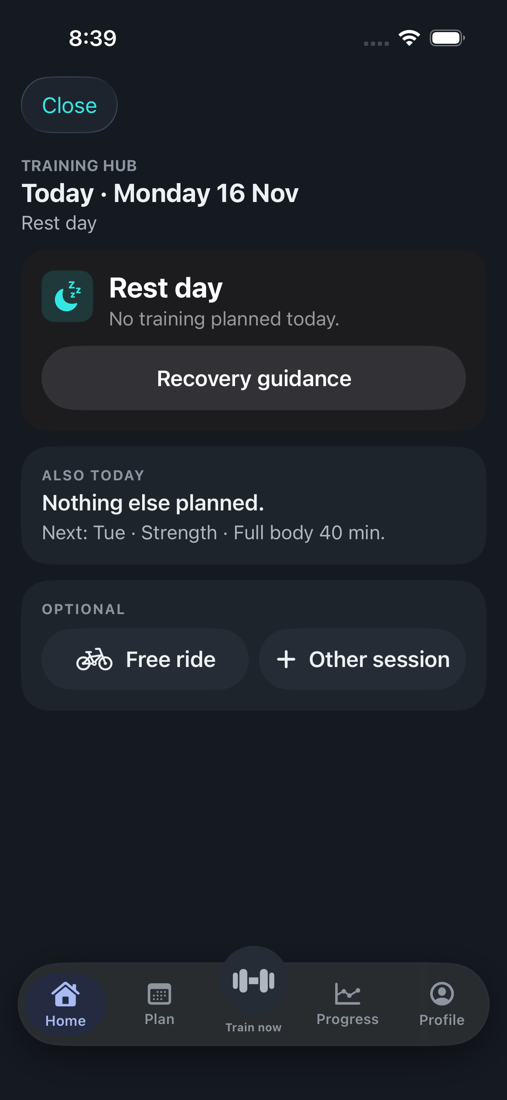 8:39
Close
TRAINING HUB
Today · Monday 16 Nov
Rest day
z z z
Rest day
No training planned today.
Recovery guidance
ALSO TODAY
Nothing else planned.
Next: Tue · Strength · Full body 40 min.
OPTIONAL
Free ride
+ Other session
Home
Plan
Train now
Progress
Profile